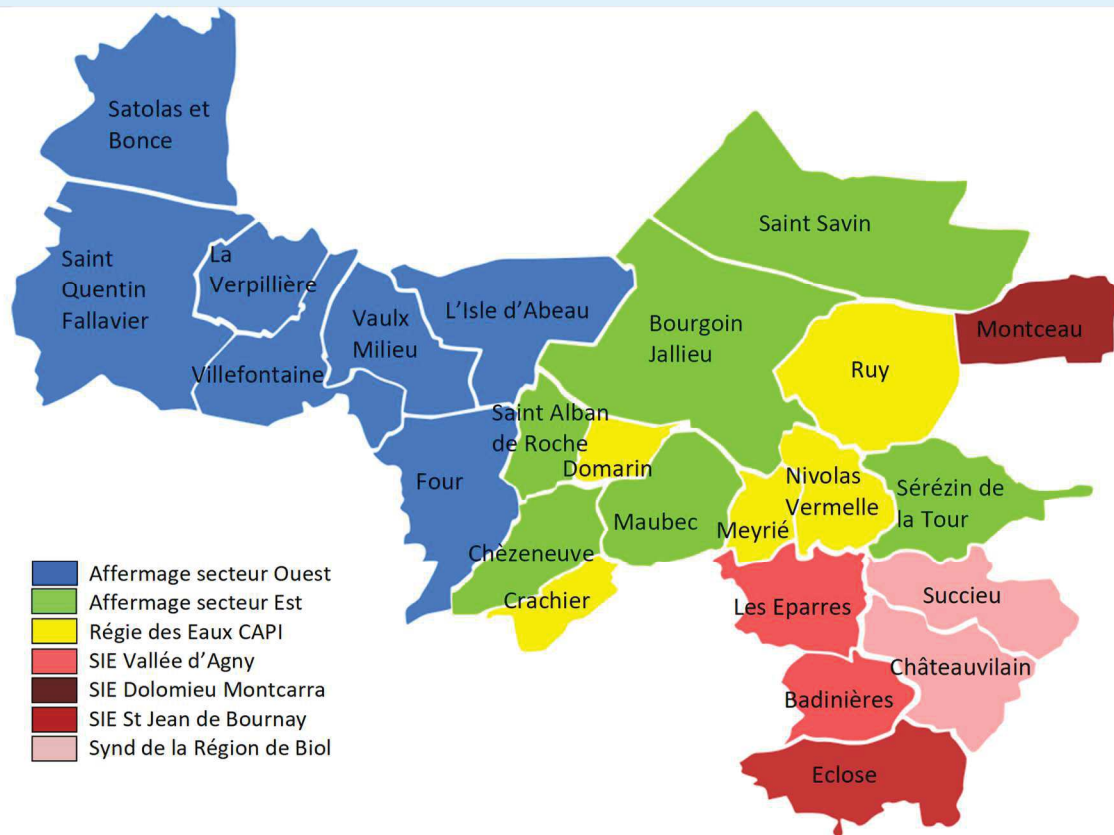 Satolas et
Bonce
Saint Savin
Saint
Quentin
Fallavier
La
Verpillière
L'Isle d'Abeau
Vaulx
Milieu
Bourgoin
Jallieu
Montceau
Ruy
Villefontaine
Saint Alban
de Roche
Domarin
Four
Nivolas
Vermelle
Sérézin de
la Tour
Maubec
Meyrié
Chèzeneuve
Crachier
Les Eparres
Succieu
Châteauvilain
Badinières
Eclose
Affermage secteur Ouest
Affermage secteur Est
Régie des Eaux CAPI
SIE Vallée d'Agny
SIE Dolomieu Montcarra
SIE St Jean de Bournay
Synd de la Région de Biol